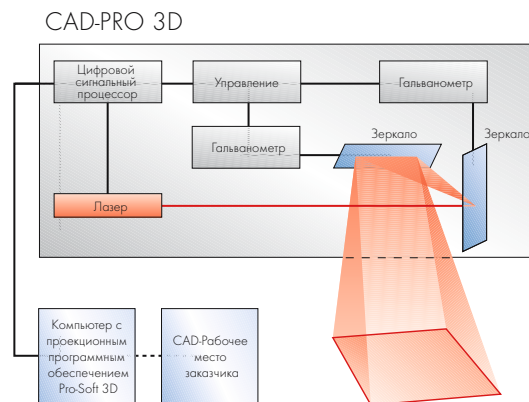 CAD-PRO 3D
Цифровой
сигнальный
процессор
Управление
Гальванометр
Гальванометр
Зеркало
Зеркало
Лазер
Компьютер с
проекционным
программным
обеспечением
Pro-Soft 3D
CAD-Рабочее
место
заказчика